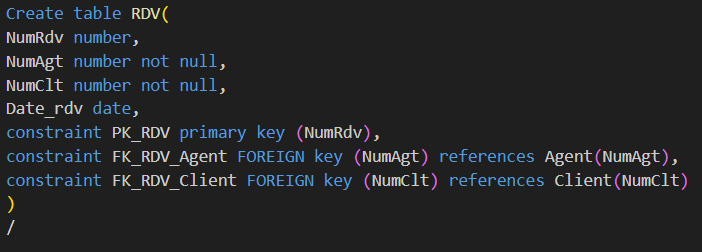 Create table RDV(
NumRdv number,
NumAgt number not null,
NumClt number not null,
Date_rdv date,
constraint PK_RDV primary key (NumRdv),
constraint FK_RDV_Agent FOREIGN key (NumAgt) references Agent(NumAgt),
constraint FK_RDV_Client FOREIGN key (NumClt) references Client(NumClt)
)
/